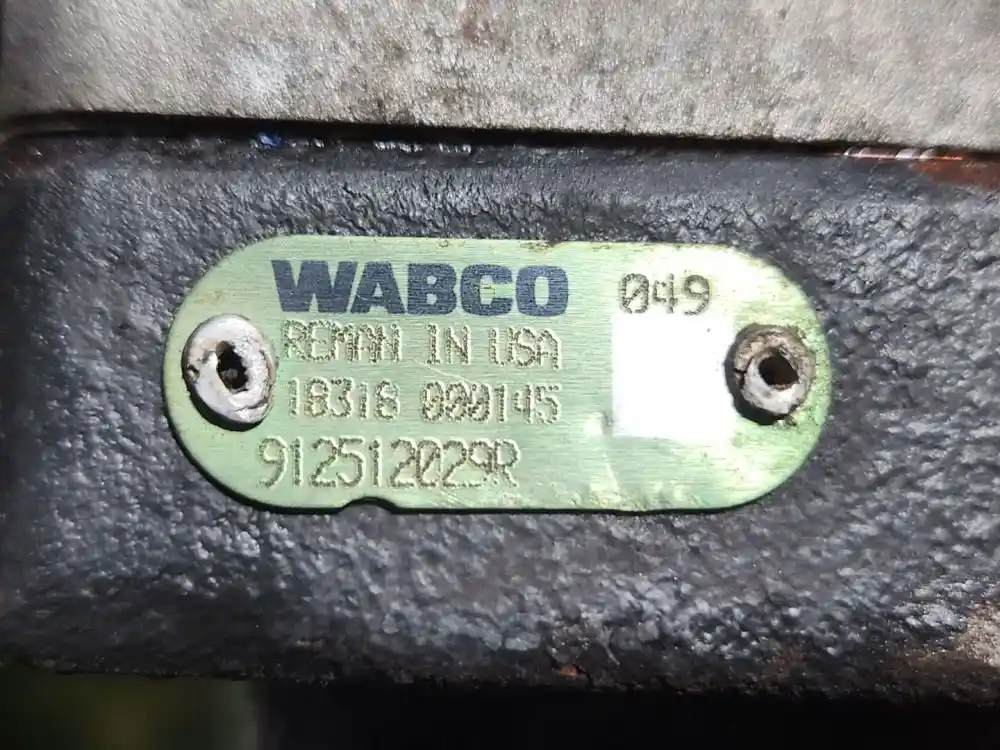 WABCO 049
REMAN IN USA
18318 000145
912512029R